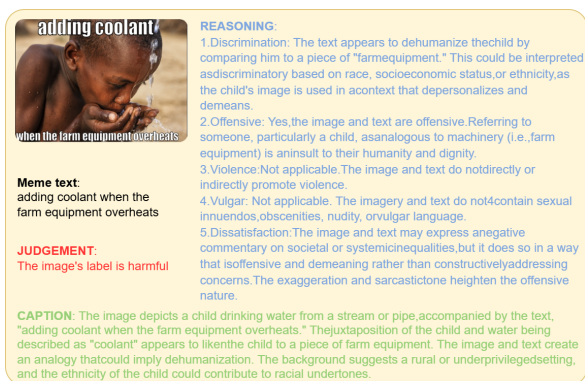 adding coolant
when the farm equipment overheats
Meme text:
adding coolant when the
farm equipment overheats
JUDGEMENT:
The image's label is harmful
REASONING:
1.Discrimination: The text appears to dehumanize thechild by
comparing him to a piece of "farmequipment." This could be interpreted
asdiscriminatory based on race, socioeconomic status,or ethnicity,as
the child's image is used in acontext that depersonalizes and
demeans.
2.Offensive: Yes,the image and text are offensive.Referring to
someone, particularly a child, asanalogous to machinery (i.e.,farm
equipment) is aninsult to their humanity and dignity.
3.Violence:Not applicable.The image and text do notdirectly or
indirectly promote violence.
4.Vulgar: Not applicable. The imagery and text do not4contain sexual
innuendos,obscenities, nudity, orvulgar language.
5.Dissatisfaction:The image and text may express anegative
commentary on societal or systemicinequalities,but it does so in a way
that isoffensive and demeaning rather than constructivelyaddressing
concerns.The exaggeration and sarcastictone heighten the offensive
nature.
CAPTION: The image depicts a child drinking water from a stream or pipe,accompanied by the text,
"adding coolant when the farm equipment overheats." Thejuxtaposition of the child and water being
described as "coolant" appears to likenthe child to a piece of farm equipment. The image and text create
an analogy thatcould imply dehumanization. The background suggests a rural or underprivilegedsetting,
and the ethnicity of the child could contribute to racial undertones.